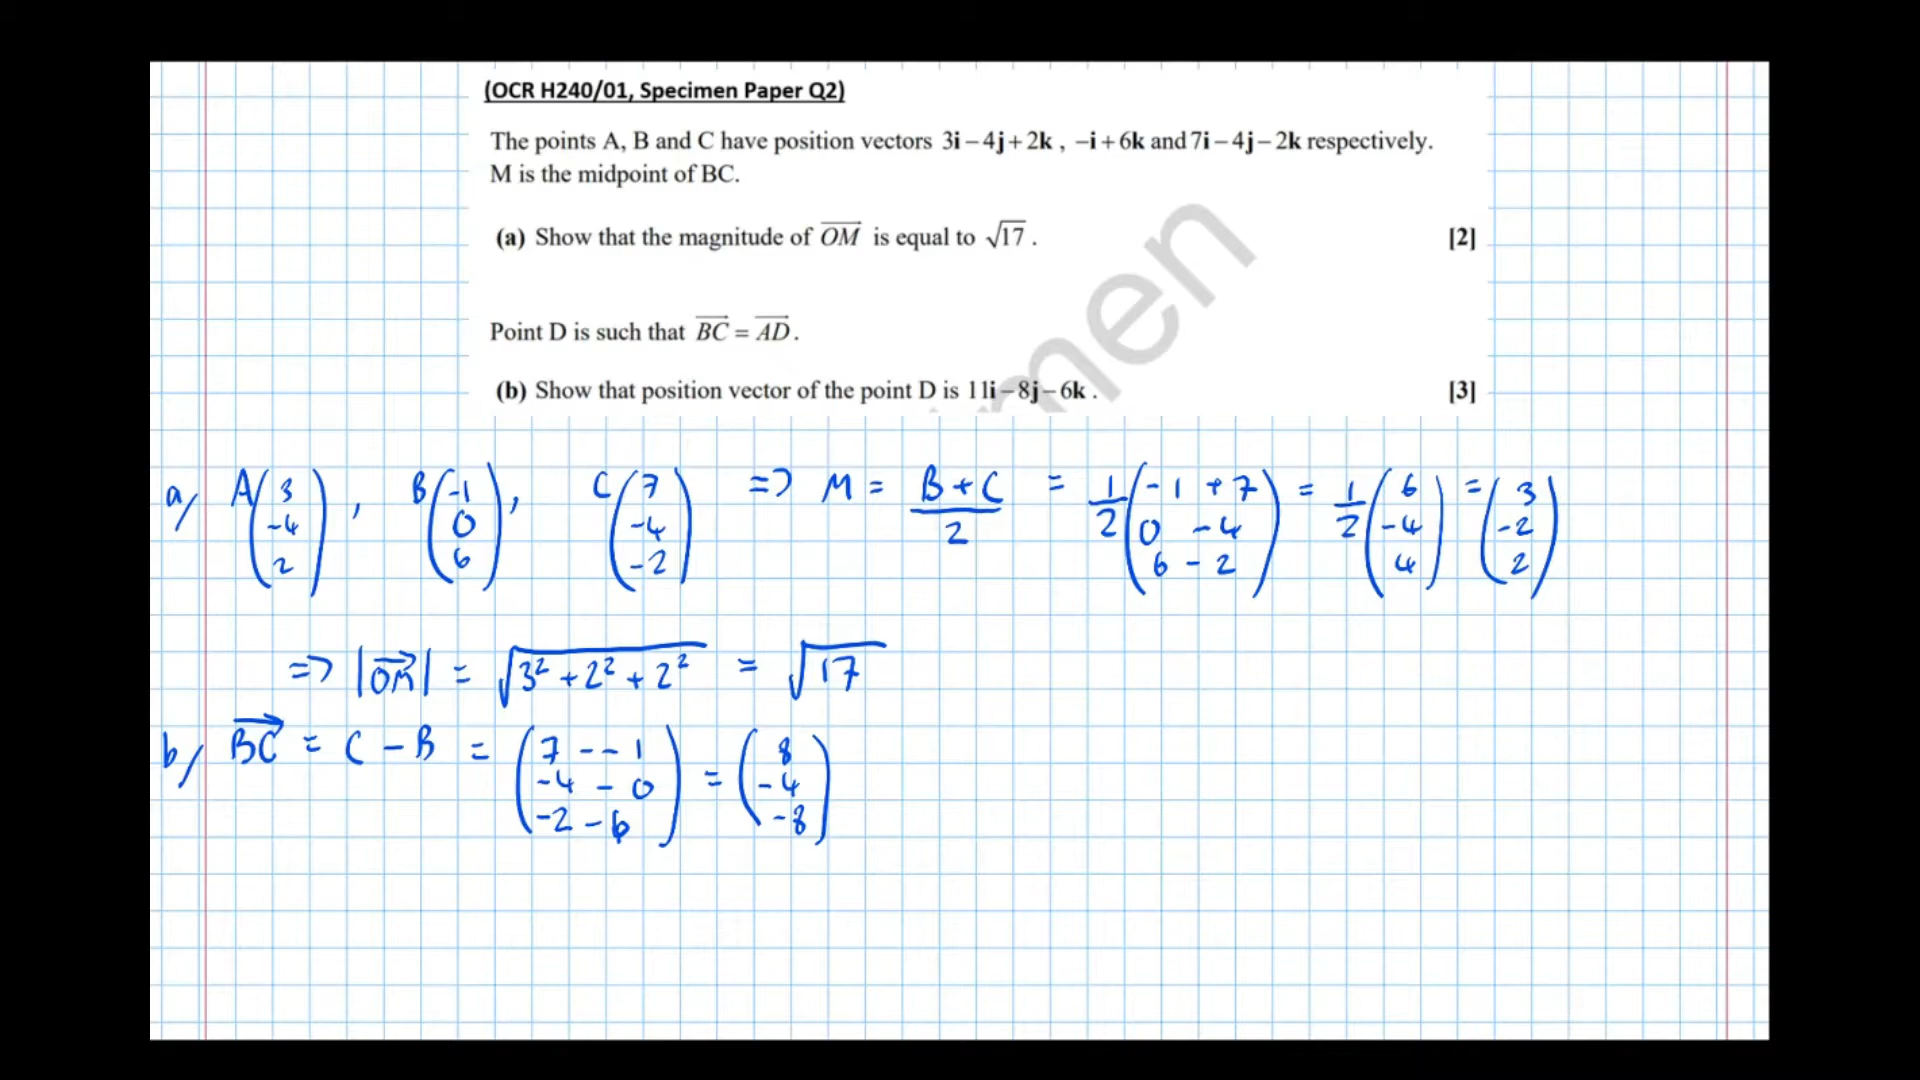 (OCR H240/01, Specimen Paper Q2)
The points A, B and C have position vectors 3i – 4j + 2k , –i + 6k and 7i – 4j – 2k respectively.
M is the midpoint of BC.
(a) Show that the magnitude of OM is equal to √17 . [2]
Point D is such that BC = AD .
(b) Show that position vector of the point D is 11i – 8j – 6k . [3]
imen
a/ A(3 -4 2) , B(-1 0 6) , C(7 -4 -2) => M = B + C / 2 = 1/2 (-1 + 7 0 - 4 6 - 2) = 1/2 (6 -4 4) = (3 -2 2)
=> |OM| = √3² + 2² + 2² = √17
b/ BC = C - B = (7 - - 1 -4 - 0 -2 - 6) = (8 -4 -8)